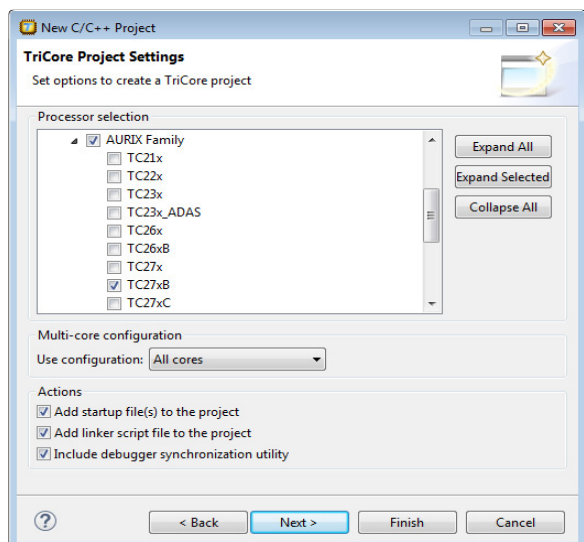 New C/C++ Project
TriCore Project Settings
Set options to create a TriCore project
Processor selection
AURIX Family
TC21x
TC22x
TC23x
TC23x_ADAS
TC26x
TC26xB
TC27x
TC27xB
TC27xC
Expand All
Expand Selected
Collapse All
Multi-core configuration
Use configuration: All cores
Actions
Add startup file(s) to the project
Add linker script file to the project
Include debugger synchronization utility
? < Back Next > Finish Cancel